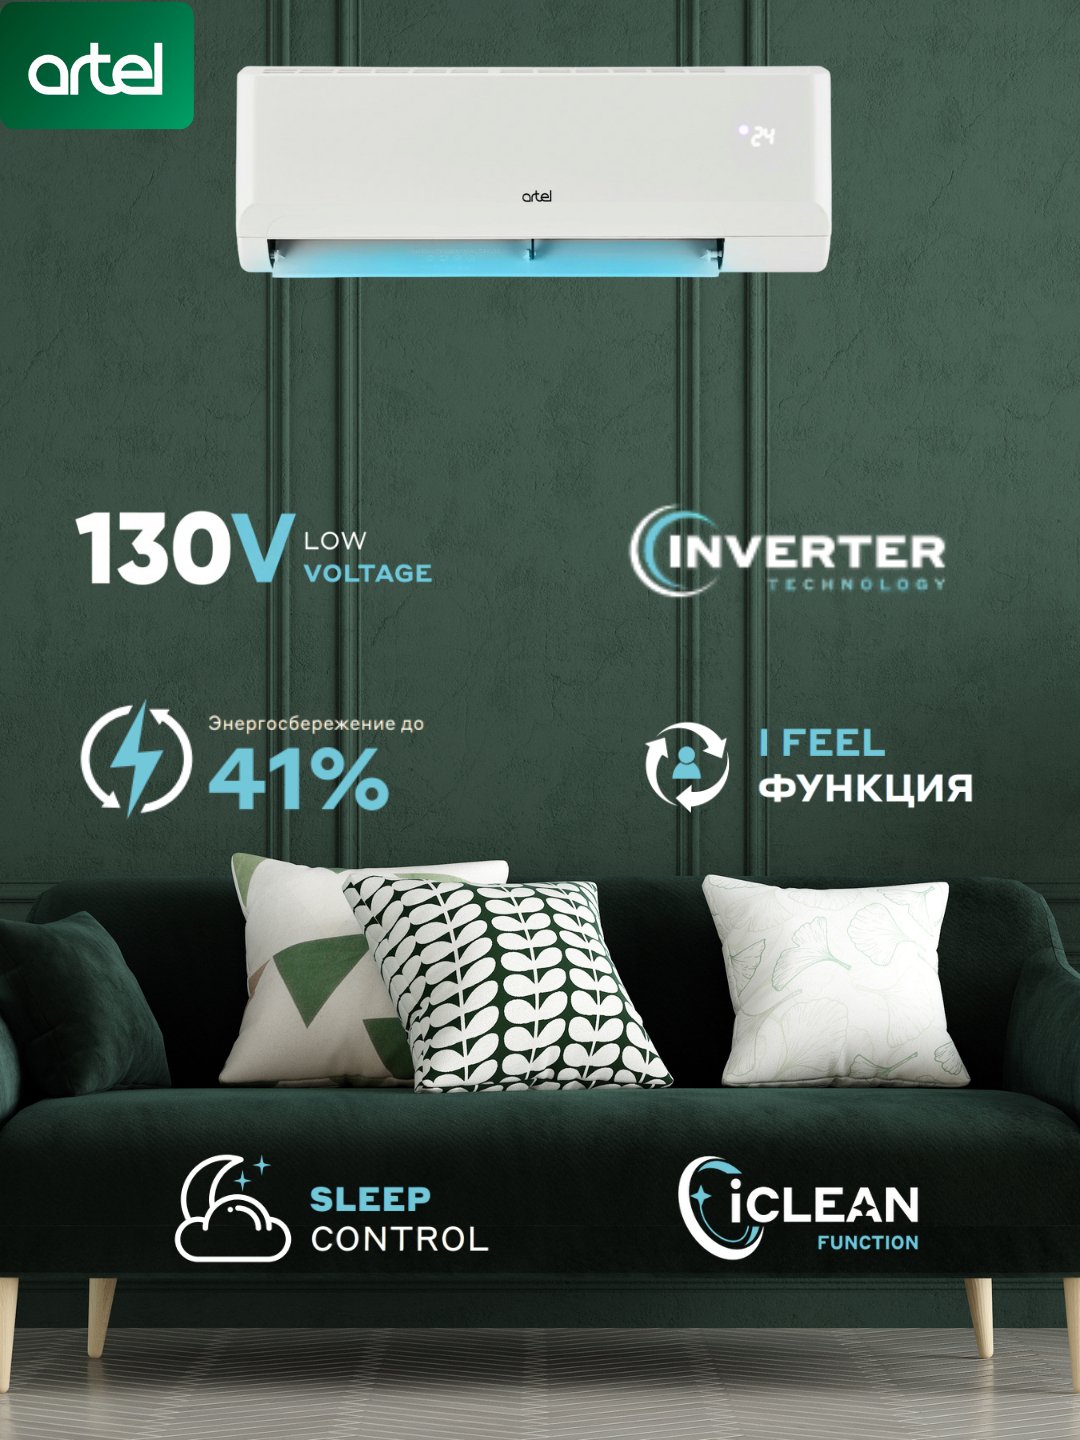 artel
24
artel
130V LOW
VOLTAGE
INVERTER
TECHNOLOGY
Энергосбережение до
41%
I FEEL
ФУНКЦИЯ
SLEEP
CONTROL
iCLEAN
FUNCTION